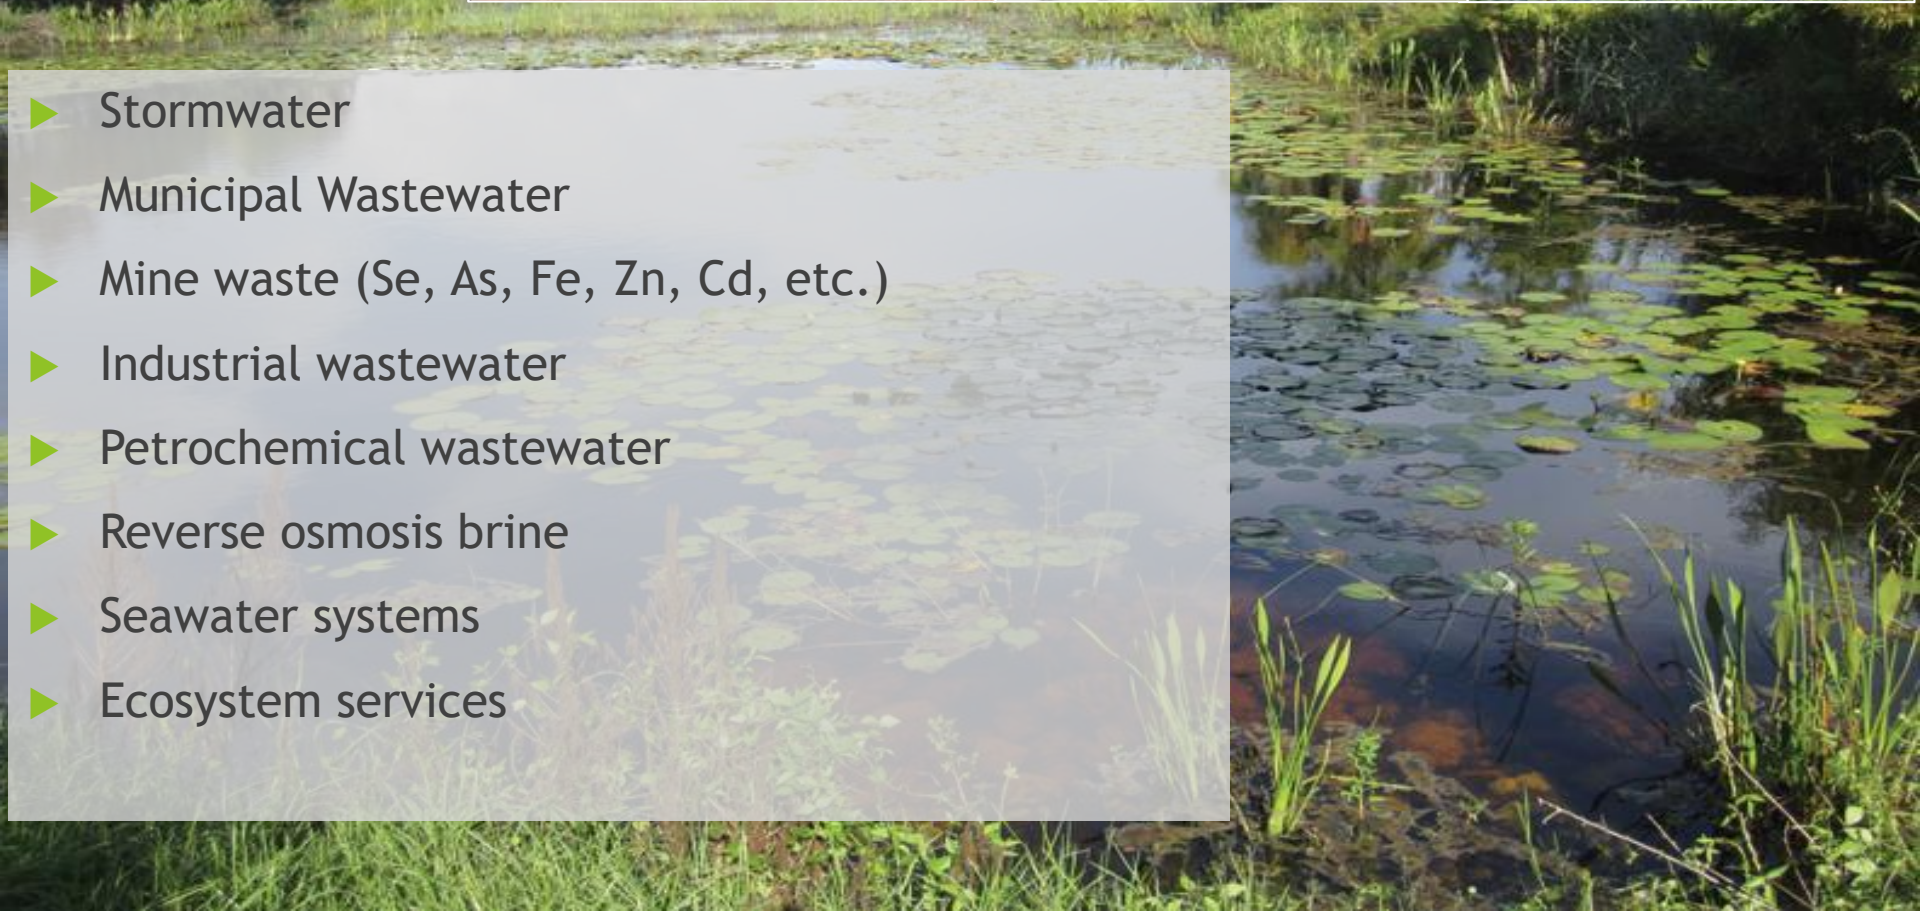 Stormwater
Municipal Wastewater
Mine waste (Se, As, Fe, Zn, Cd, etc.)
Industrial wastewater
Petrochemical wastewater
Reverse osmosis brine
Seawater systems
Ecosystem services